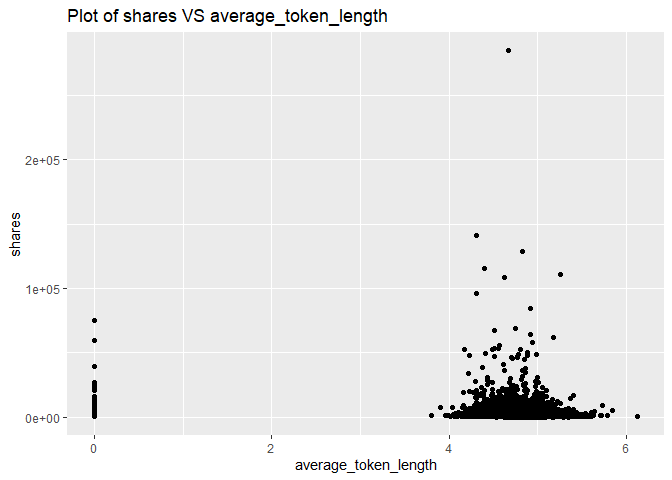 Plot of shares VS average_token_length
shares
2e+05
1e+05
0e+00
0
2
4
6
average_token_length